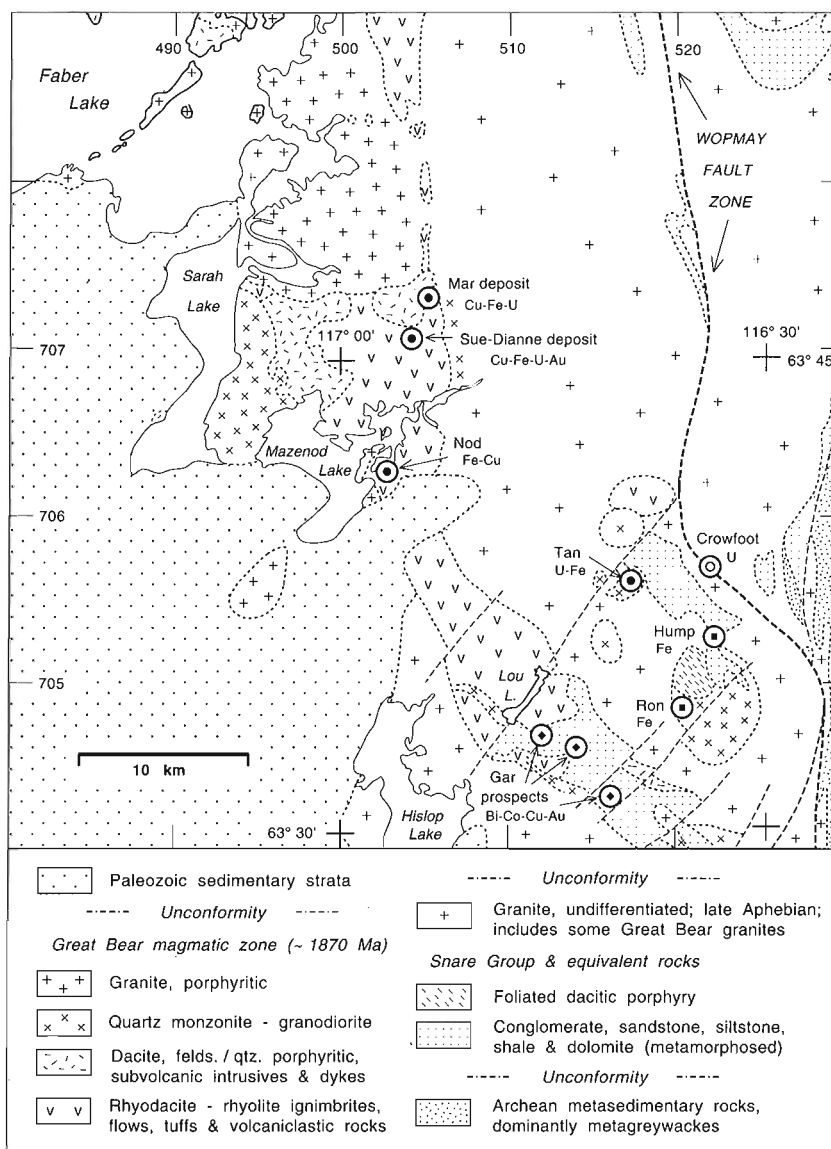 490
500
510
520
Faber
Lake
WOPMAY
FAULT
ZONE
Sarah
Lake
Mar deposit
Cu-Fe-U
117° 00'
Sue-Dianne deposit
Cu-Fe-U-Au
116° 30'
63° 45'
707
Mazenod
Lake
Nod
Fe-Cu
706
Tan
U-Fe
Crowfoot
U
Hump
Fe
705
Lou
L.
Ron
Fe
10 km
Gar
prospects
Bi-Co-Cu-Au
63° 30'
Hislop
Lake
Paleozoic sedimentary strata
Unconformity
Great Bear magmatic zone (~ 1870 Ma)
Granite, porphyritic
Quartz monzonite - granodiorite
Dacite, felds. / qtz. porphyritic,
subvolcanic intrusives & dykes
Rhyodacite - rhyolite ignimbrites,
flows, tuffs & volcaniclastic rocks
Unconformity
Granite, undifferentiated; late Aphebian;
includes some Great Bear granites
Snare Group & equivalent rocks
Foliated dacitic porphyry
Conglomerate, sandstone, siltstone,
shale & dolomite (metamorphosed)
Unconformity
Archean metasedimentary rocks,
dominantly metagreywackes